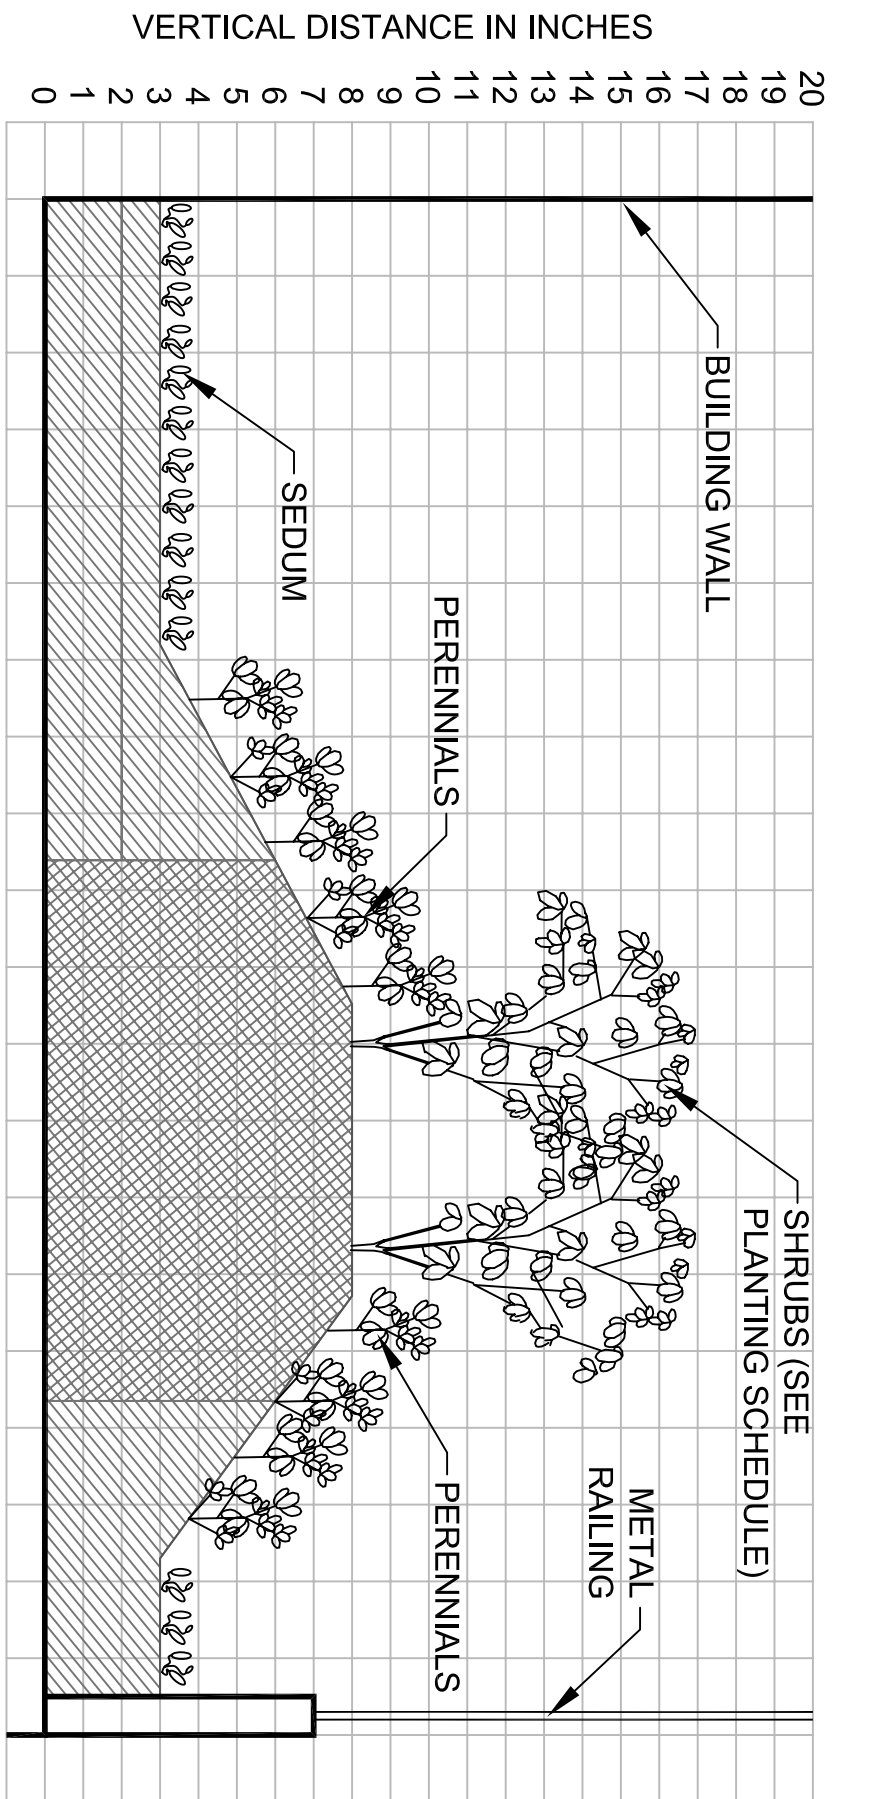 VERTICAL DISTANCE IN INCHES
20
19
18
17
16
15
14
13
12
11
10
9
8
7
6
5
4
3
2
1
0
BUILDING WALL
SEDUM
PERENNIALS
SHRUBS (SEE
PLANTING SCHEDULE)
METAL
RAILING
PERENNIALS